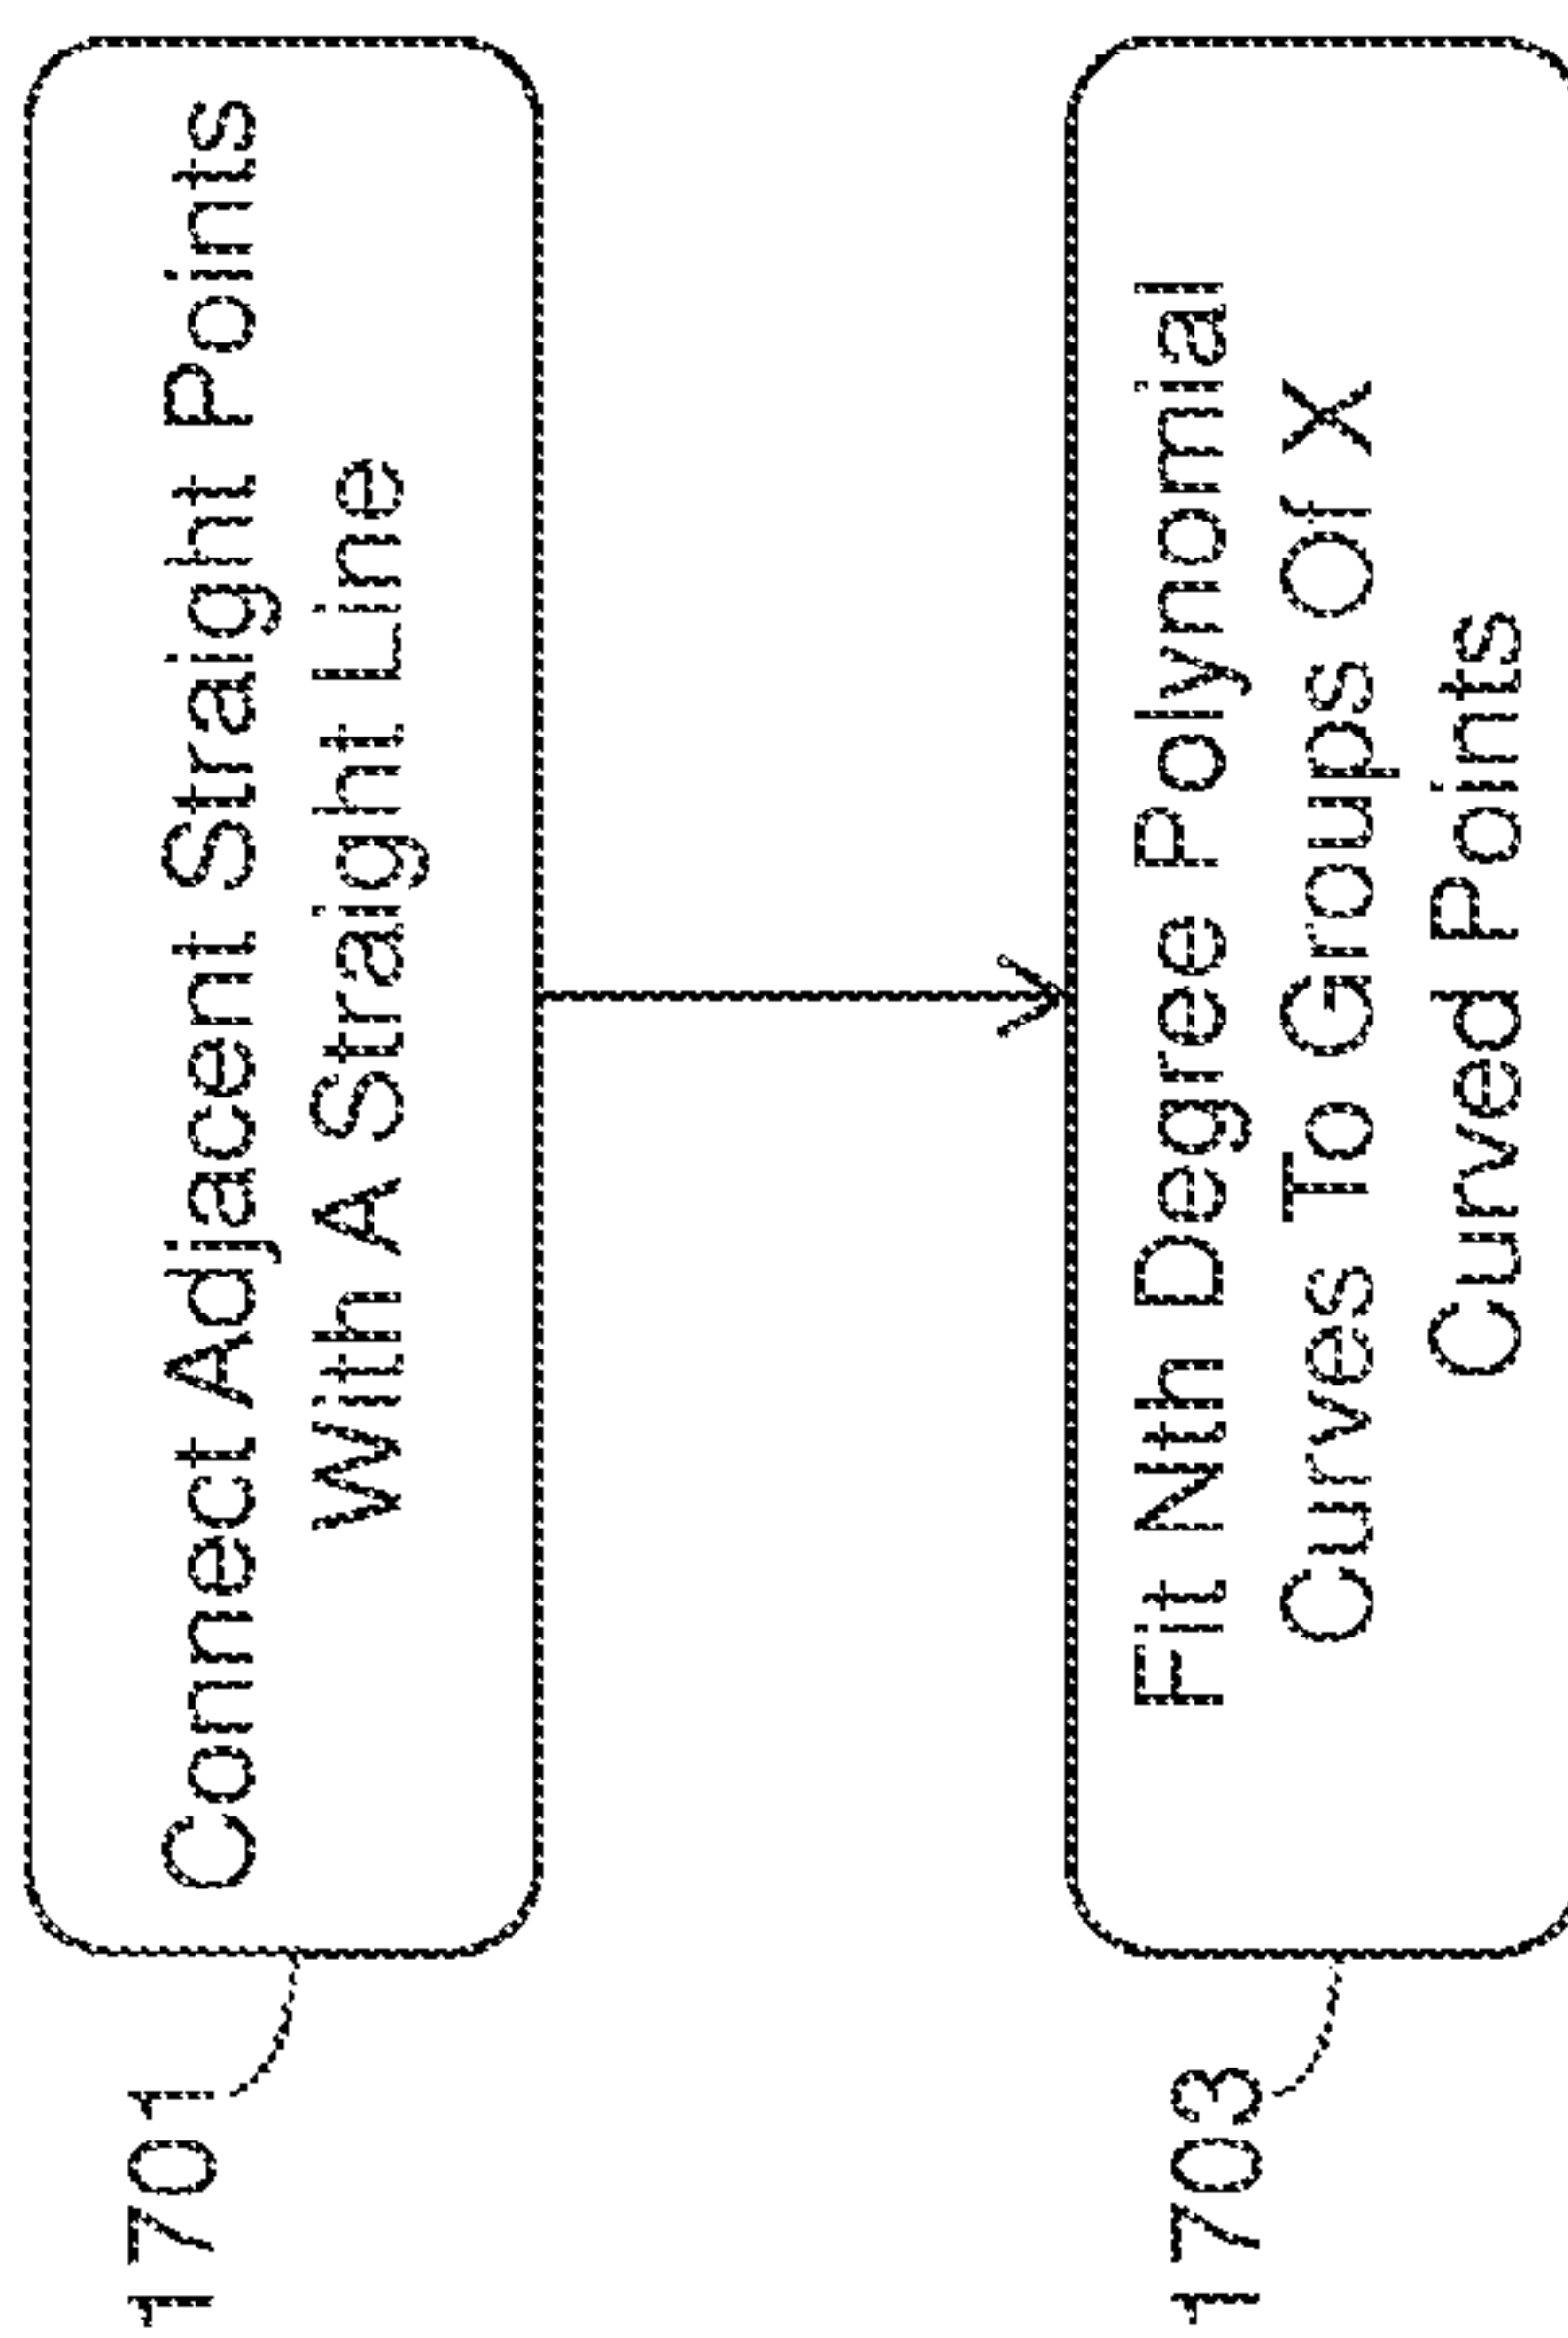 1701
Connect Adjacent Straight Points
With A Straight Line
1703
Fit Nth Degree Polynomial
Curves To Groups Of X
Curved Points